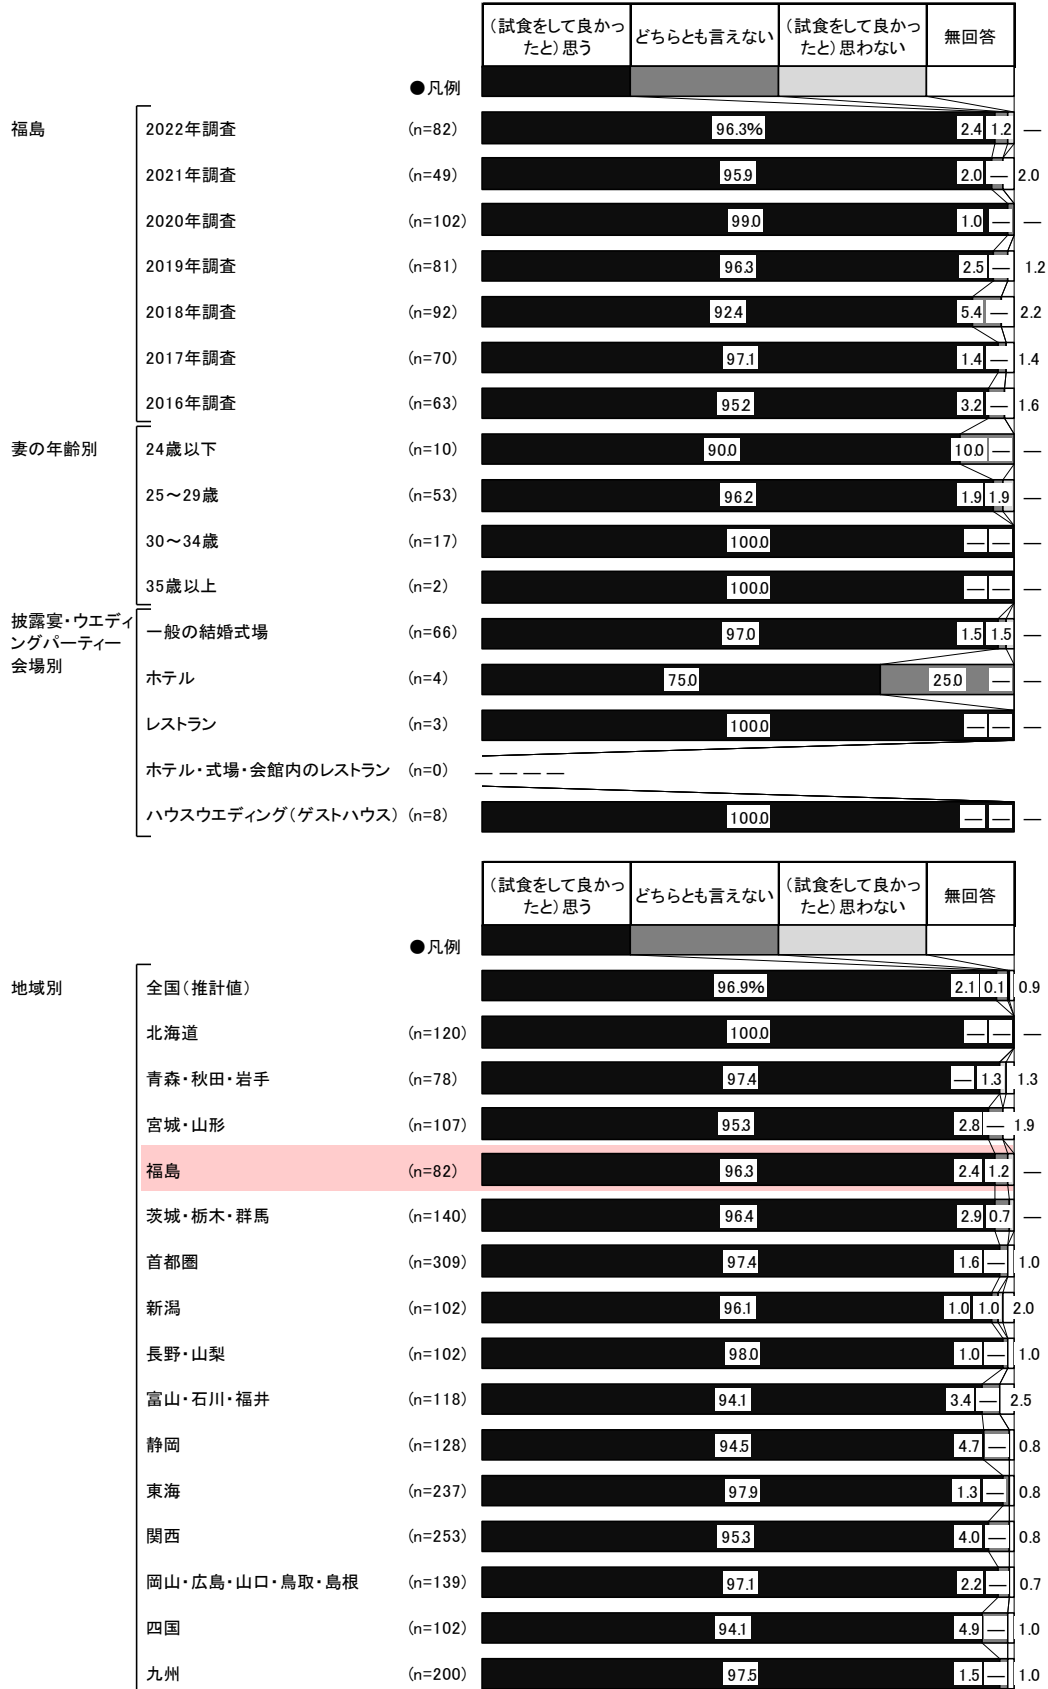 （試食をして良かっ
たと）思う
どちらとも言えない
（試食をして良かっ
たと）思わない
無回答
●凡例
福島
2022年調査 (n=82) 96.3% 2.4 1.2 —
2021年調査 (n=49) 95.9 2.0 — 2.0
2020年調査 (n=102) 99.0 1.0 — —
2019年調査 (n=81) 96.3 2.5 — 1.2
2018年調査 (n=92) 92.4 5.4 — 2.2
2017年調査 (n=70) 97.1 1.4 — 1.4
2016年調査 (n=63) 95.2 3.2 — 1.6
妻の年齢別
24歳以下 (n=10) 90.0 10.0 — —
25～29歳 (n=53) 96.2 1.9 1.9 —
30～34歳 (n=17) 100.0 — — —
35歳以上 (n=2) 100.0 — — —
披露宴・ウエディ
ングパーティー
会場別
一般の結婚式場 (n=66) 97.0 1.5 1.5 —
ホテル (n=4) 75.0 25.0 — —
レストラン (n=3) 100.0 — — —
ホテル・式場・会館内のレストラン (n=0) — — — —
ハウスウエディング（ゲストハウス） (n=8) 100.0 — — —
（試食をして良かっ
たと）思う
どちらとも言えない
（試食をして良かっ
たと）思わない
無回答
●凡例
地域別
全国（推計値） 96.9% 2.1 0.1 0.9
北海道 (n=120) 100.0 — — —
青森・秋田・岩手 (n=78) 97.4 — 1.3 1.3
宮城・山形 (n=107) 95.3 2.8 — 1.9
福島 (n=82) 96.3 2.4 1.2 —
茨城・栃木・群馬 (n=140) 96.4 2.9 0.7 —
首都圏 (n=309) 97.4 1.6 — 1.0
新潟 (n=102) 96.1 1.0 1.0 2.0
長野・山梨 (n=102) 98.0 1.0 — 1.0
富山・石川・福井 (n=118) 94.1 3.4 — 2.5
静岡 (n=128) 94.5 4.7 — 0.8
東海 (n=237) 97.9 1.3 — 0.8
関西 (n=253) 95.3 4.0 — 0.8
岡山・広島・山口・鳥取・島根 (n=139) 97.1 2.2 — 0.7
四国 (n=102) 94.1 4.9 — 1.0
九州 (n=200) 97.5 1.5 — 1.0